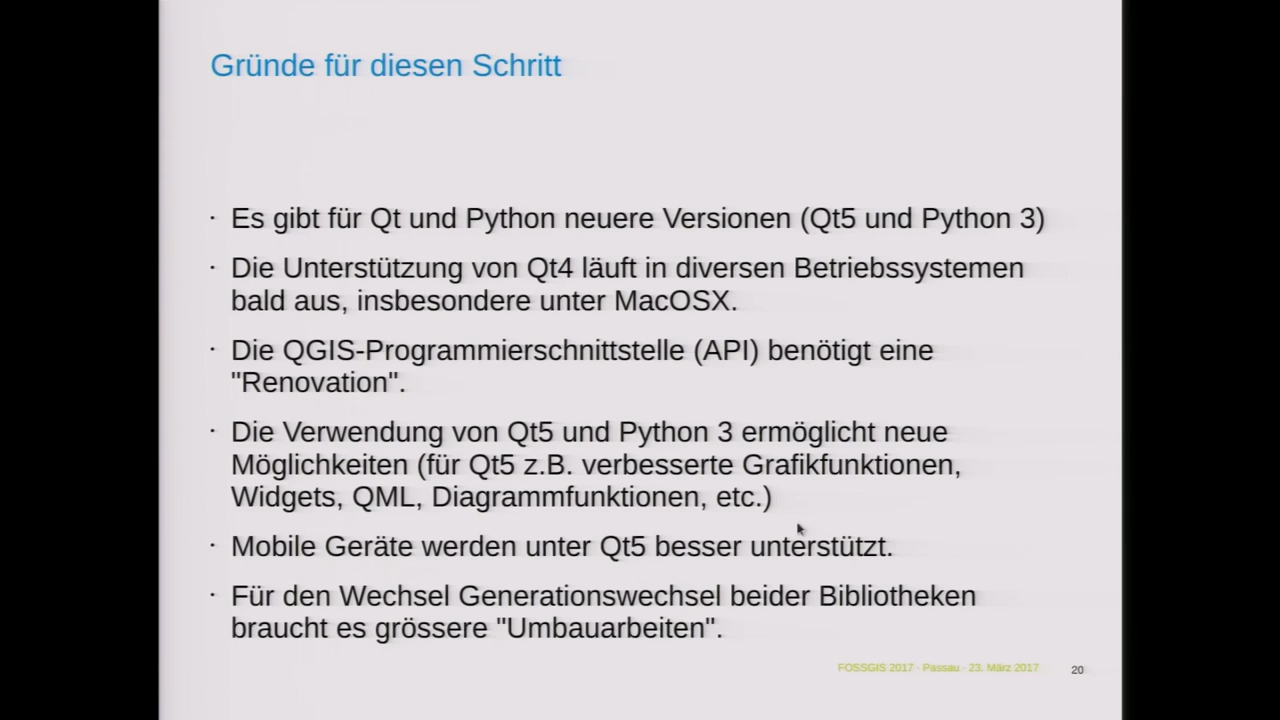 Gründe für diesen Schritt
· Es gibt für Qt und Python neuere Versionen (Qt5 und Python 3)
· Die Unterstützung von Qt4 läuft in diversen Betriebssystemen
bald aus, insbesondere unter MacOSX.
· Die QGIS-Programmierschnittstelle (API) benötigt eine
"Renovation".
· Die Verwendung von Qt5 und Python 3 ermöglicht neue
Möglichkeiten (für Qt5 z.B. verbesserte Grafikfunktionen,
Widgets, QML, Diagrammfunktionen, etc.)
· Mobile Geräte werden unter Qt5 besser unterstützt.
· Für den Wechsel Generationswechsel beider Bibliotheken
braucht es grössere "Umbauarbeiten".
FOSSGIS 2017 · Passau · 23. März 2017 20